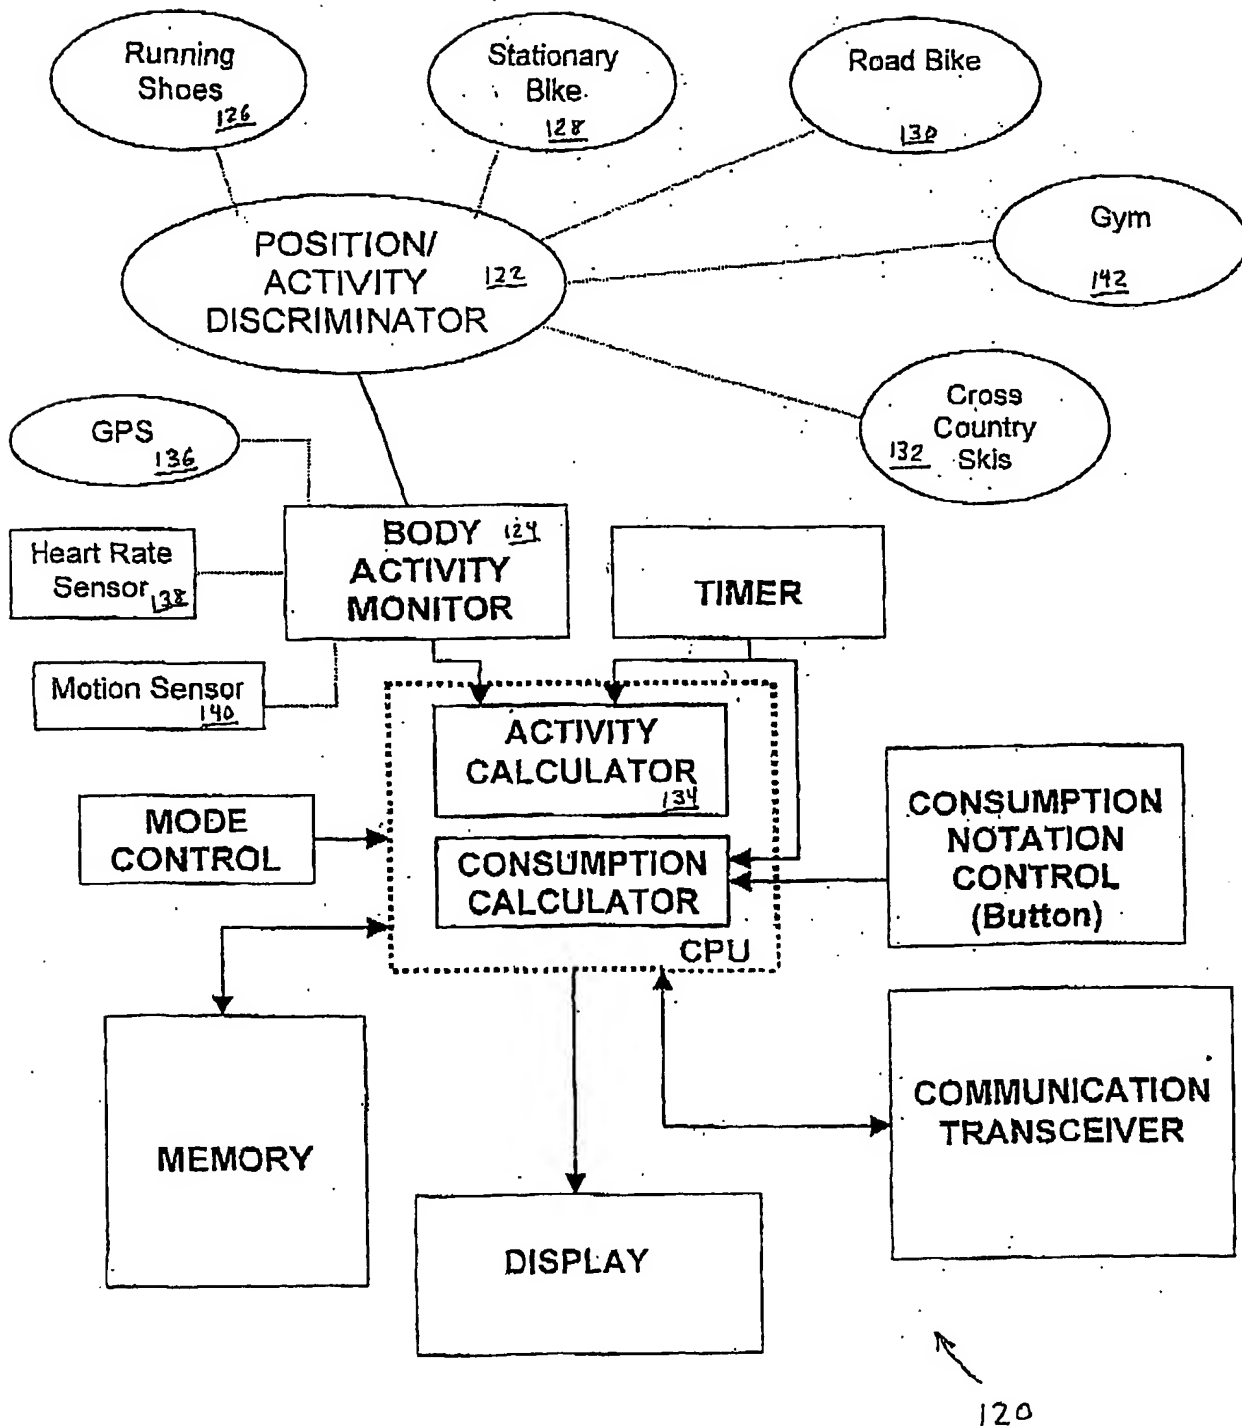 Running
Shoes
126
Stationary
Bike
128
Road Bike
130
POSITION/
ACTIVITY
DISCRIMINATOR
122
Gym
142
Cross
Country
Skis
132
GPS
136
BODY
ACTIVITY
MONITOR
124
Heart Rate
Sensor
138
TIMER
Motion Sensor
140
ACTIVITY
CALCULATOR
134
MODE
CONTROL
CONSUMPTION
CALCULATOR
CPU
CONSUMPTION
NOTATION
CONTROL
(Button)
MEMORY
COMMUNICATION
TRANSCEIVER
DISPLAY
120